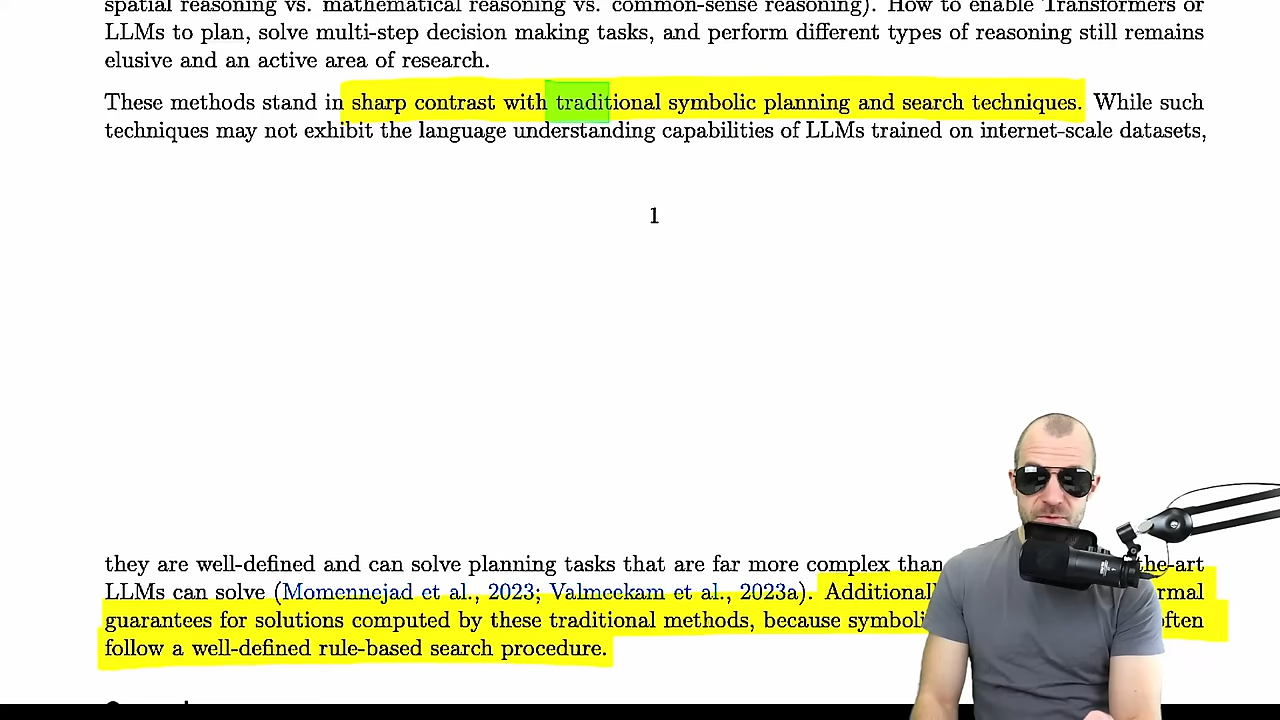 spatial reasoning vs. mathematical reasoning vs. common-sense reasoning). How to enable Transformers or
LLMs to plan, solve multi-step decision making tasks, and perform different types of reasoning still remains
elusive and an active area of research.
These methods stand in sharp contrast with traditional symbolic planning and search techniques. While such
techniques may not exhibit the language understanding capabilities of LLMs trained on internet-scale datasets,
1
they are well-defined and can solve planning tasks that are far more complex than the-art
LLMs can solve (Momennejad et al., 2023; Valmeekam et al., 2023a).
guarantees for solutions computed by these traditional methods, because often
follow a well-defined rule-based search procedure.